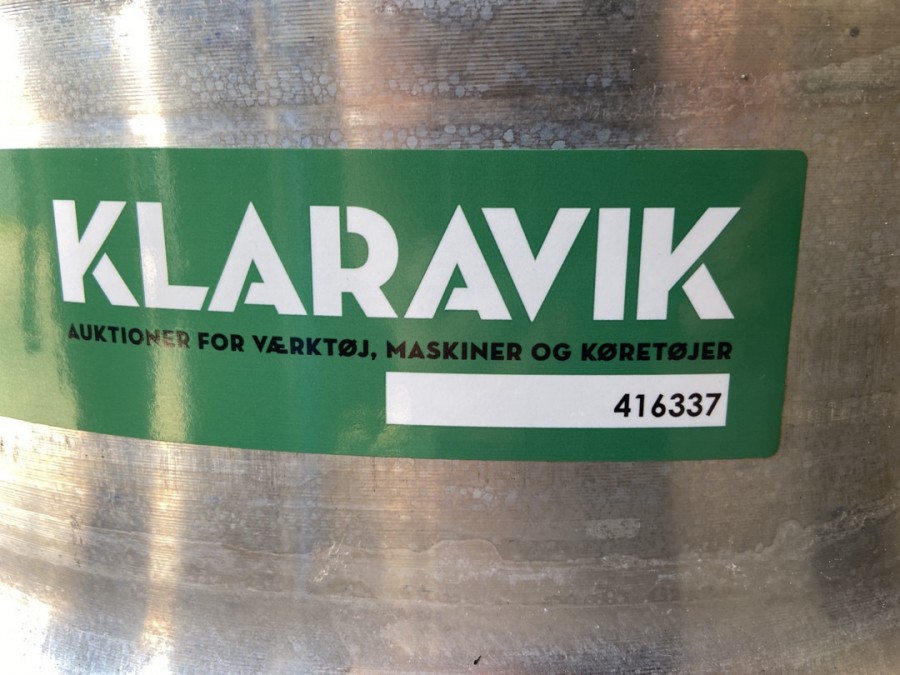 KLARAVIK
AUKTIONER FOR VÆRKTØJ, MASKINER OG KØRETØJER
416337